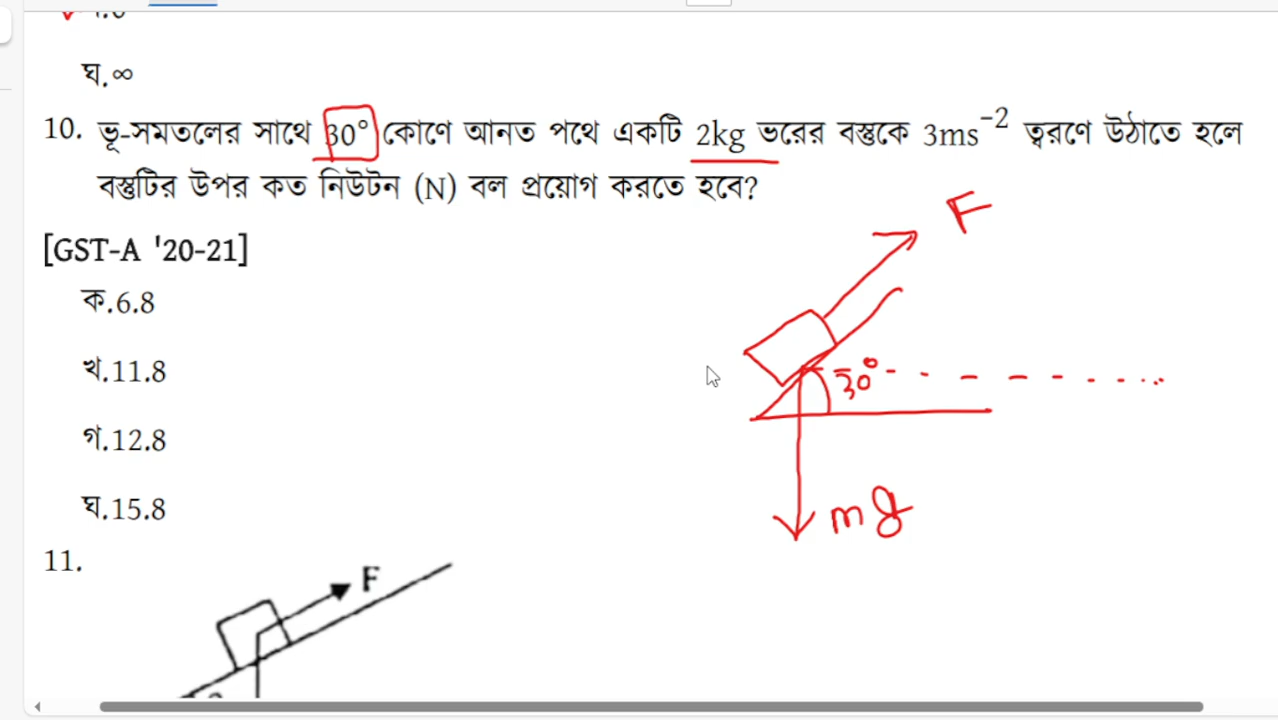 ঘ.∞
10. ভূ-সমতলের সাথে 30° কোণে আনত পথে একটি 2kg ভরের বস্তুকে 3ms⁻² ত্বরণে উঠাতে হলে
বস্তুটির উপর কত নিউটন (N) বল প্রয়োগ করতে হবে?
[GST-A '20-21]
ক.6.8
খ.11.8
গ.12.8
ঘ.15.8
F
30°
mg
11.
F